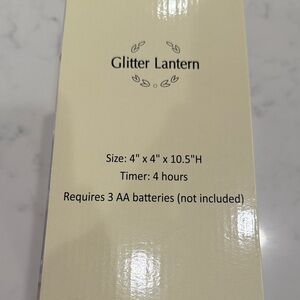 Glitter Lantern
Size: 4" x 4" x 10.5"H
Timer: 4 hours
Requires 3 AA batteries (not included)